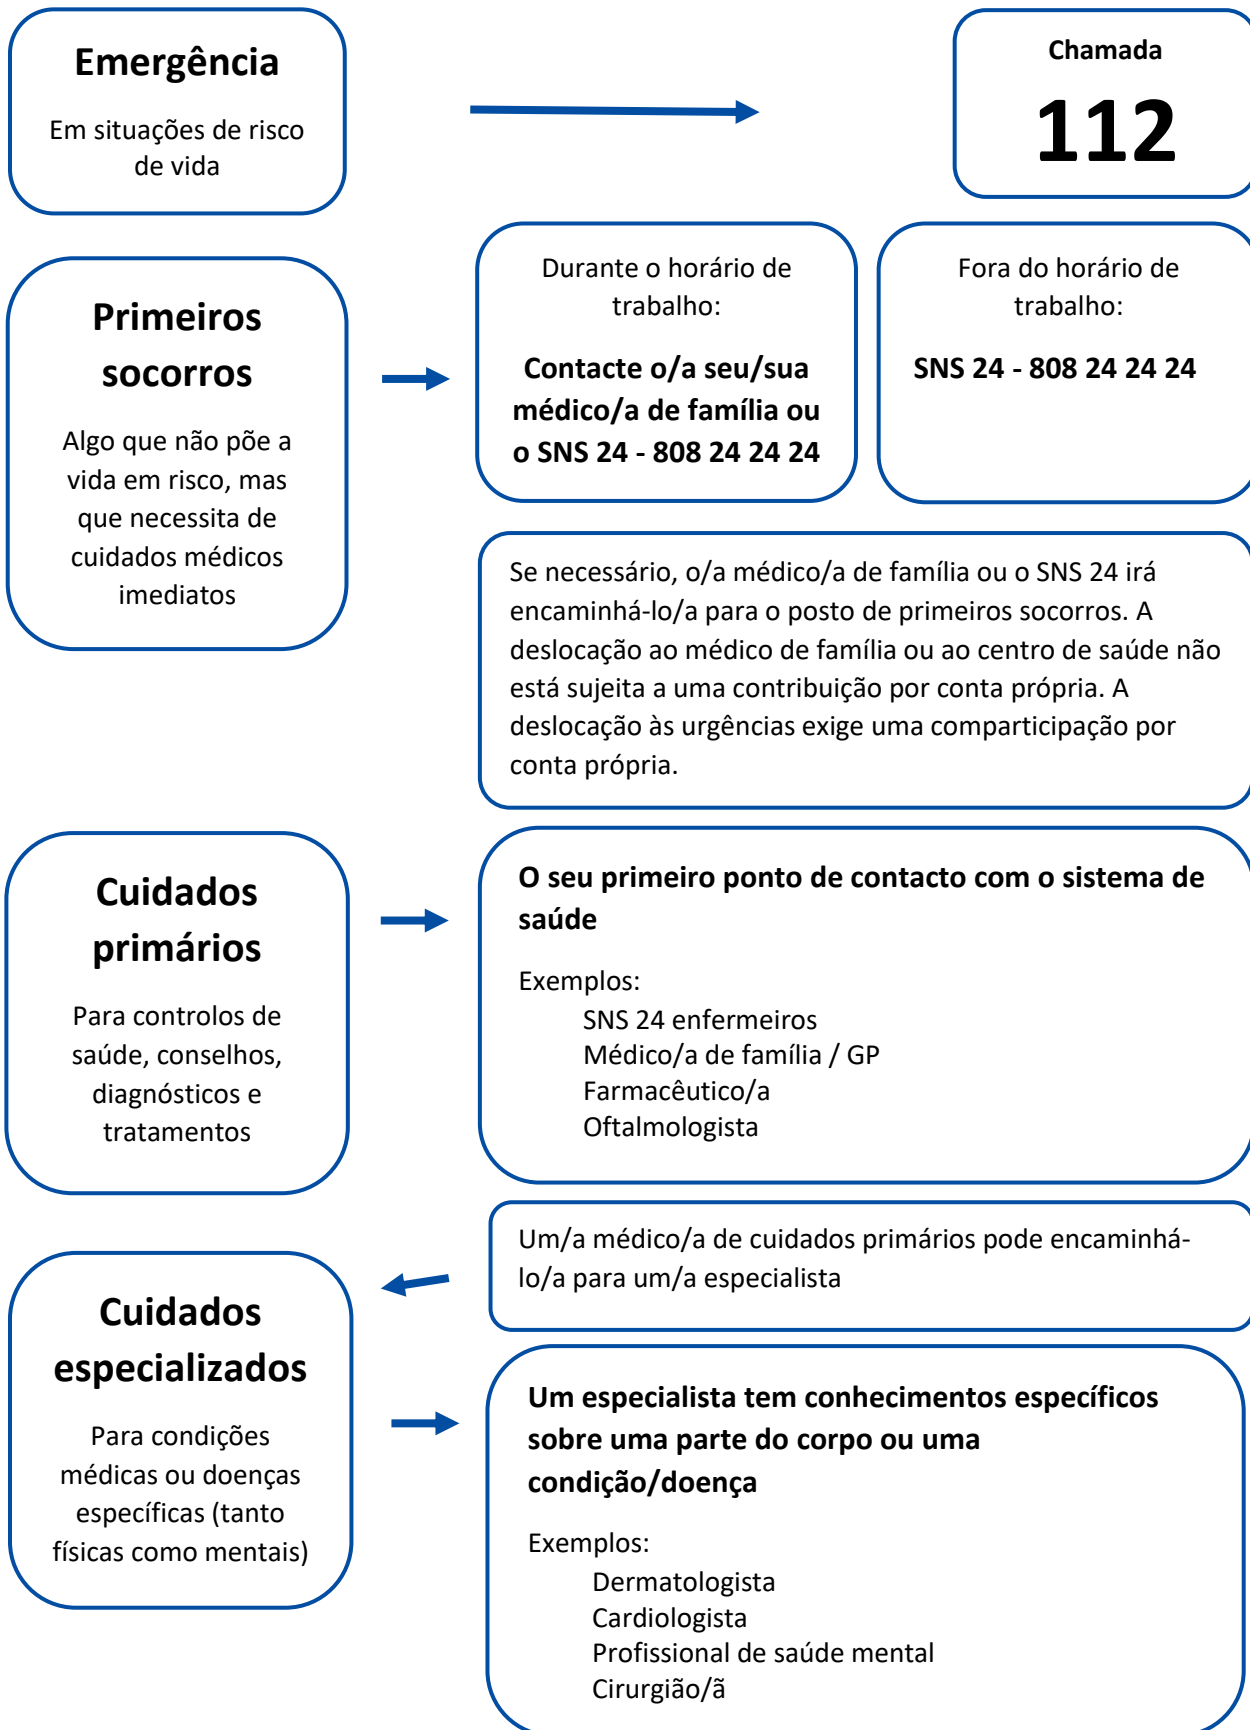 Emergência
Em situações de risco
de vida
Chamada
112
Primeiros
socorros
Algo que não põe a
vida em risco, mas
que necessita de
cuidados médicos
imediatos
Durante o horário de
trabalho:
Contacte o/a seu/sua
médico/a de família ou
o SNS 24 - 808 24 24 24
Fora do horário de
trabalho:
SNS 24 - 808 24 24 24
Se necessário, o/a médico/a de família ou o SNS 24 irá
encaminhá-lo/a para o posto de primeiros socorros. A
deslocação ao médico de família ou ao centro de saúde não
está sujeita a uma contribuição por conta própria. A
deslocação às urgências exige uma comparticipação por
conta própria.
Cuidados
primários
Para controlos de
saúde, conselhos,
diagnósticos e
tratamentos
O seu primeiro ponto de contacto com o sistema de
saúde
Exemplos:
SNS 24 enfermeiros
Médico/a de família / GP
Farmacêutico/a
Oftalmologista
Um/a médico/a de cuidados primários pode encaminhá-
lo/a para um/a especialista
Cuidados
especializados
Para condições
médicas ou doenças
específicas (tanto
físicas como mentais)
Um especialista tem conhecimentos específicos
sobre uma parte do corpo ou uma
condição/doença
Exemplos:
Dermatologista
Cardiologista
Profissional de saúde mental
Cirurgião/ã